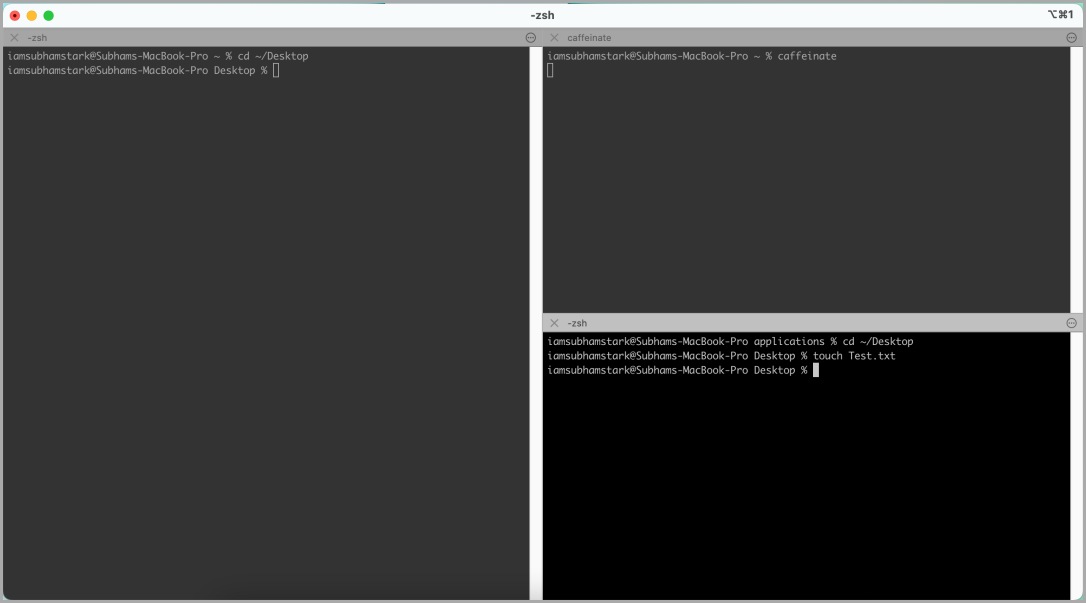 -zsh
⌥⌘1
-zsh
iamsubhamstark@Subhams-MacBook-Pro ~ % cd ~/Desktop
iamsubhamstark@Subhams-MacBook-Pro Desktop %
caffeinate
iamsubhamstark@Subhams-MacBook-Pro ~ % caffeinate
-zsh
iamsubhamstark@Subhams-MacBook-Pro applications % cd ~/Desktop
iamsubhamstark@Subhams-MacBook-Pro Desktop % touch Test.txt
iamsubhamstark@Subhams-MacBook-Pro Desktop %